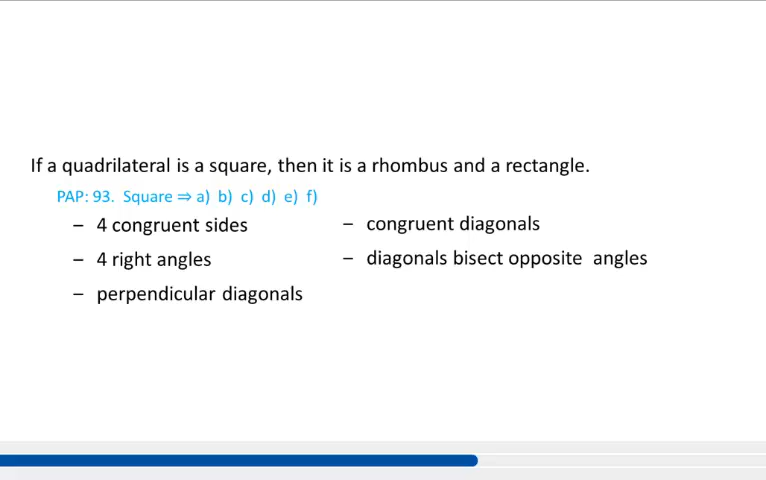 If a quadrilateral is a square, then it is a rhombus and a rectangle.
PAP: 93. Square ⇒ a) b) c) d) e) f)
– 4 congruent sides
– 4 right angles
– perpendicular diagonals
– congruent diagonals
– diagonals bisect opposite angles